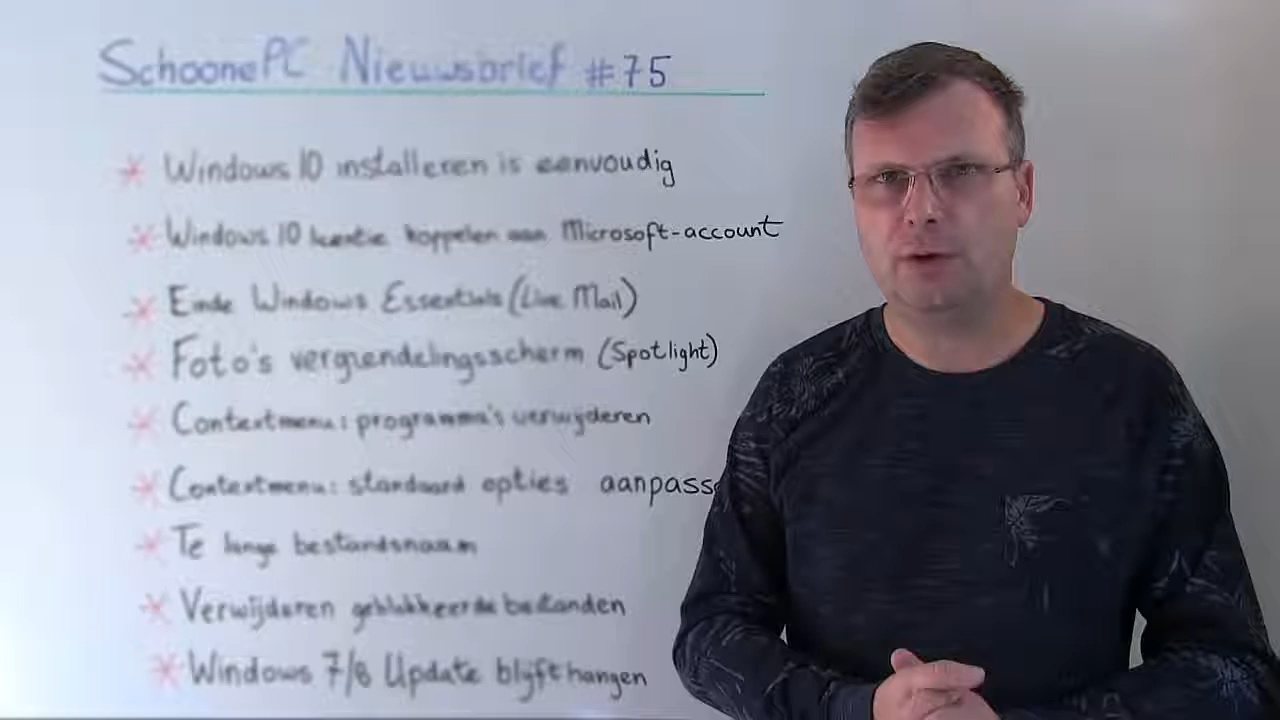 SchoonePC Nieuwsbrief #75
* Windows 10 installeren is eenvoudig
* Windows 10 licentie koppelen aan Microsoft-account
* Einde Windows Essentials (Live Mail)
* Foto's vergrendelingsscherm (Spotlight)
* Contextmenu: programma's verwijderen
* Contextmenu: standaard opties aanpass
* Te lange bestandsnaam
* Verwijderen geblokkeerde bestanden
* Windows 7/8 Update blijft hangen